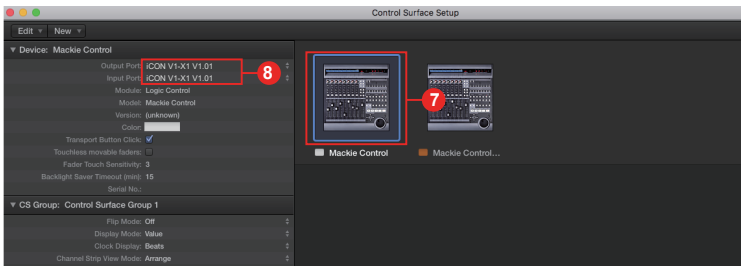 Control Surface Setup
Edit New
Device: Mackie Control
Output Port: iCON V1-X1 V1.01
Input Port: iCON V1-X1 V1.01
8
Module: Logic Control
Model: Mackie Control
Version: (unknown)
Color:
Transport Button Click:
Touchless movable faders:
Fader Touch Sensitivity: 3
Backlight Saver Timeout (min): 15
Serial No.:
7
Mackie Control
Mackie Control...
CS Group: Control Surface Group 1
Flip Mode: Off
Display Mode: Value
Clock Display: Beats
Channel Strip View Mode: Arrange